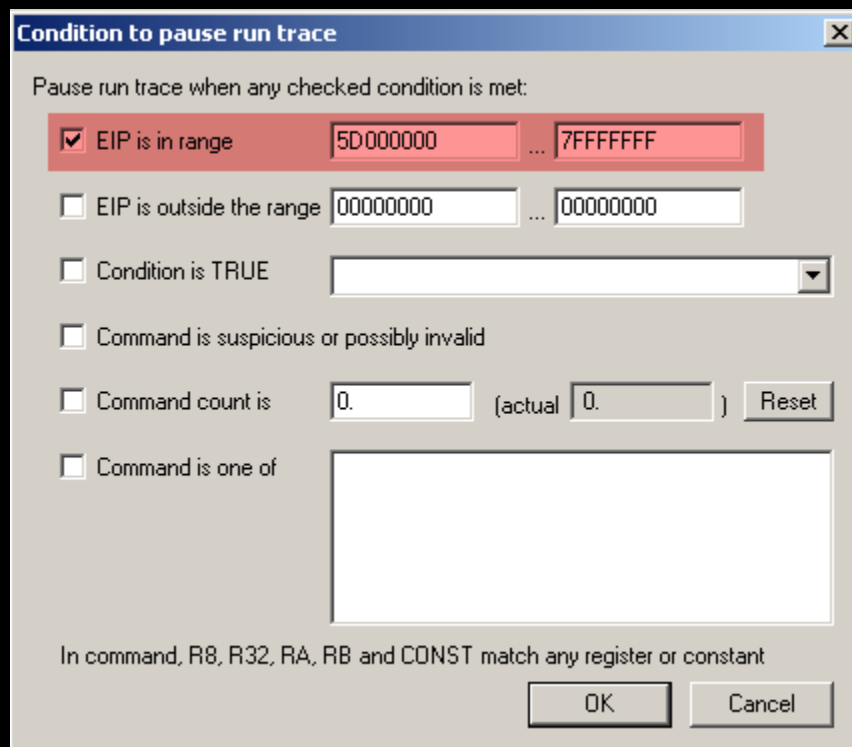 Condition to pause run trace
Pause run trace when any checked condition is met:
EIP is in range 5D000000 ... 7FFFFFFF
EIP is outside the range 00000000 ... 00000000
Condition is TRUE
Command is suspicious or possibly invalid
Command count is 0. (actual 0. ) Reset
Command is one of
In command, R8, R32, RA, RB and CONST match any register or constant
OK Cancel